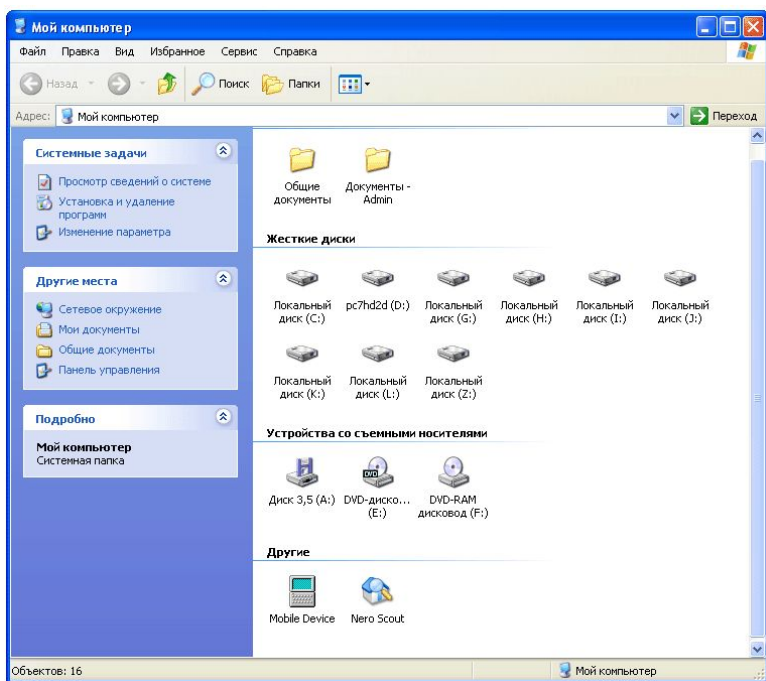 Мой компьютер
Файл Правка Вид Избранное Сервис Справка
Назад Поиск Папки
Адрес: Мой компьютер Переход
Системные задачи
Просмотр сведений о системе
Установка и удаление
программ
Изменение параметра
Другие места
Сетевое окружение
Мои документы
Общие документы
Панель управления
Подробно
Мой компьютер
Системная папка
Общие
документы
Документы -
Admin
Жесткие диски
Локальный
диск (C:)
pc7hd2d (D:)
Локальный
диск (G:)
Локальный
диск (H:)
Локальный
диск (I:)
Локальный
диск (J:)
Локальный
диск (K:)
Локальный
диск (L:)
Локальный
диск (Z:)
Устройства со съемными носителями
Диск 3,5 (A:)
DVD
DVD-диско...
(E:)
DVD-RAM
дисковод (F:)
Другие
Mobile Device
Nero Scout
Объектов: 16
Мой компьютер